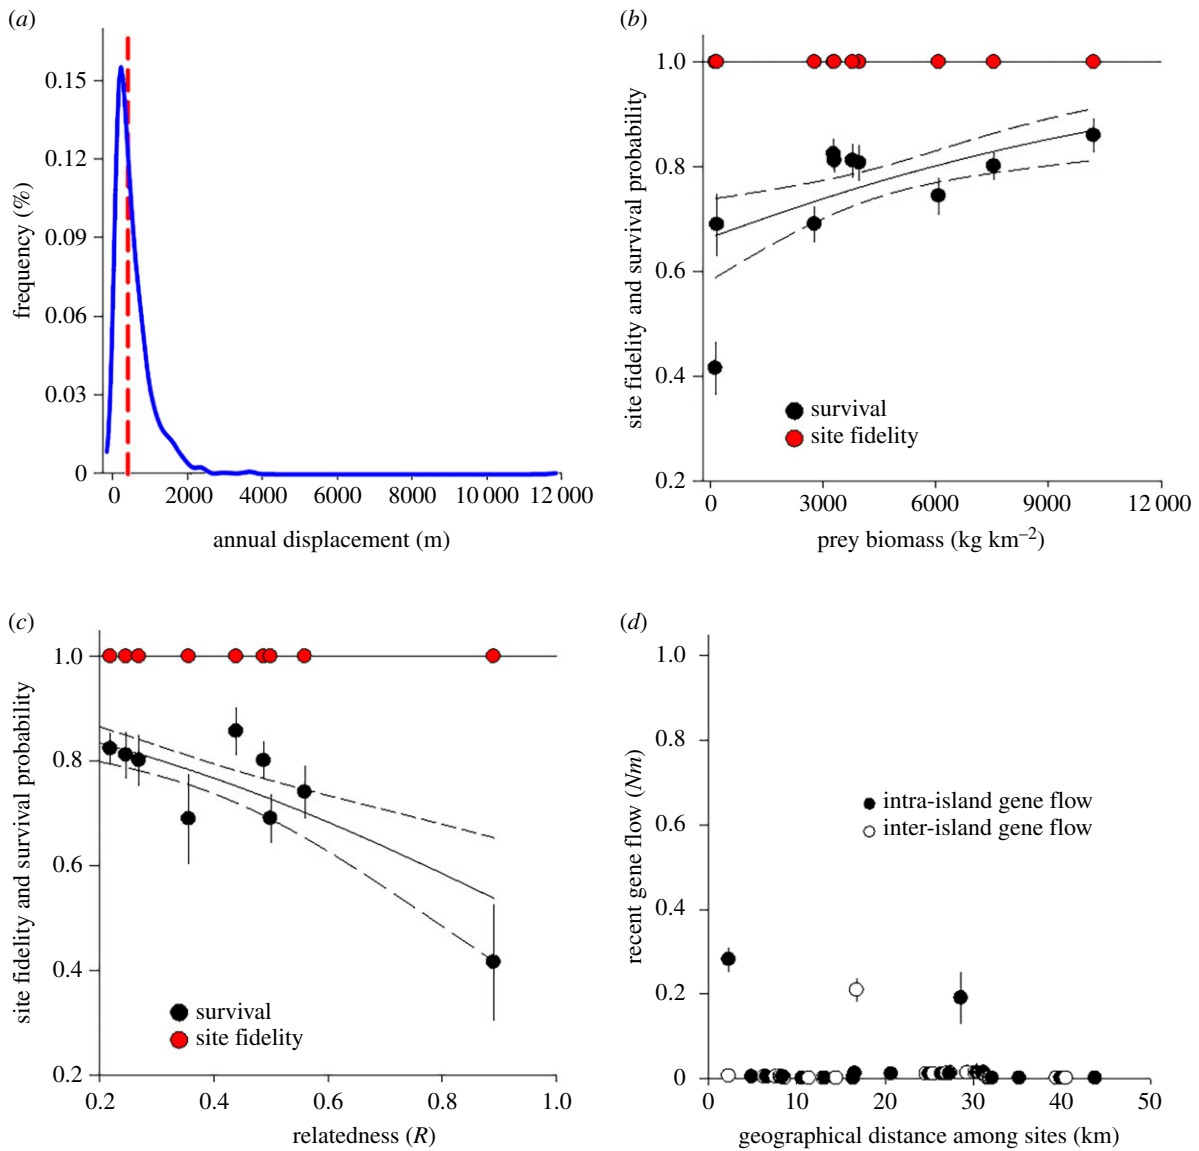 (a)
0.15
0.12
0.09
0.06
0.03
0
frequency (%)
0 2000 4000 6000 8000 10 000 12 000
annual displacement (m)
(b)
1.0
0.8
0.6
0.4
0.2
site fidelity and survival probability
survival
site fidelity
0 3000 6000 9000 12 000
prey biomass (kg km⁻²)
(c)
1.0
0.8
0.6
0.4
0.2
site fidelity and survival probability
survival
site fidelity
0.2 0.4 0.6 0.8 1.0
relatedness (R)
(d)
1.0
0.8
0.6
0.4
0.2
0
recent gene flow (Nm)
intra-island gene flow
inter-island gene flow
0 10 20 30 40 50
geographical distance among sites (km)